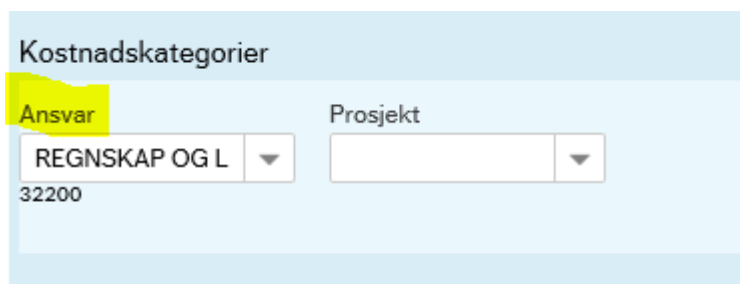 Kostnadskategorier
Ansvar Prosjekt
REGNSKAP OG L
32200